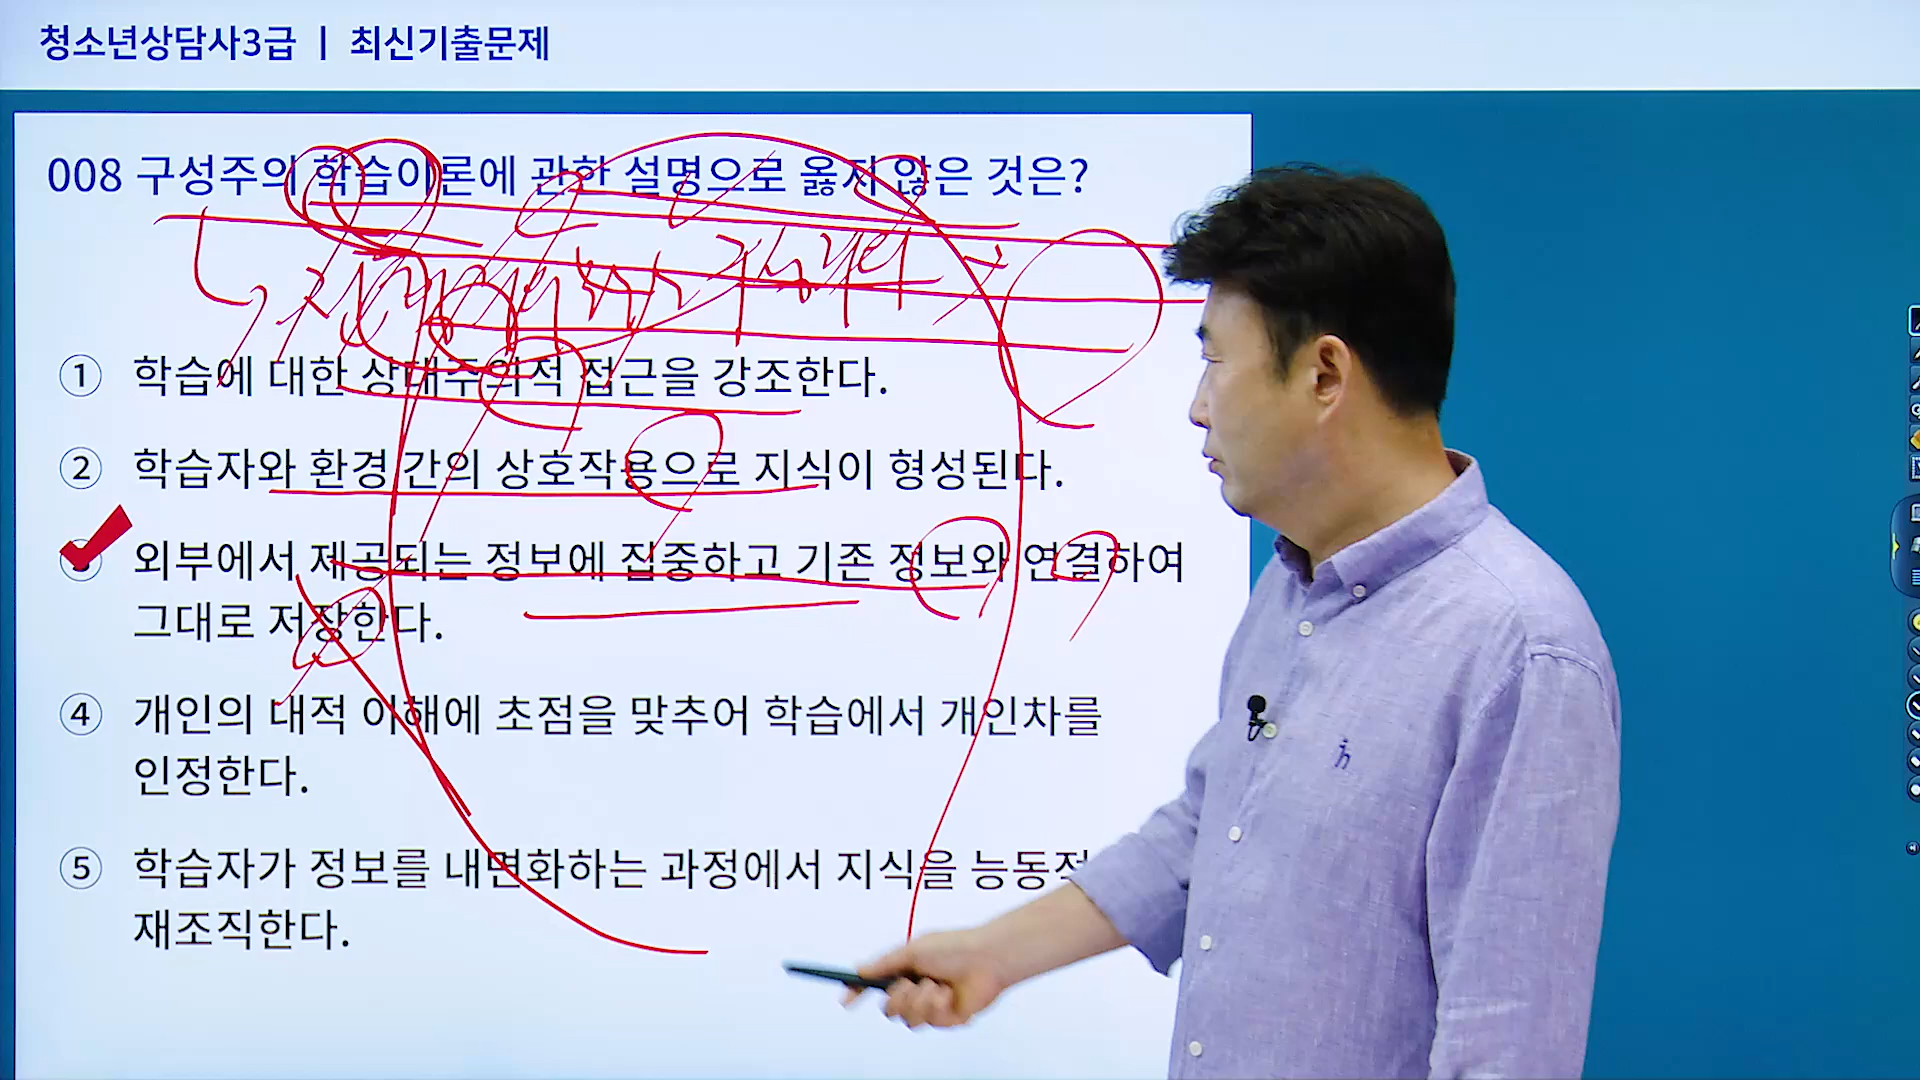 청소년상담사3급 | 최신기출문제
008 구성주의 학습이론에 관한 설명으로 옳지 않은 것은?
① 학습에 대한 상대주의적 접근을 강조한다.
② 학습자와 환경 간의 상호작용으로 지식이 형성된다.
③ 외부에서 제공되는 정보에 집중하고 기존 정보와 연결하여
그대로 저장한다.
④ 개인의 내적 이해에 초점을 맞추어 학습에서 개인차를
인정한다.
⑤ 학습자가 정보를 내면화하는 과정에서 지식을 능동적
재조직한다.